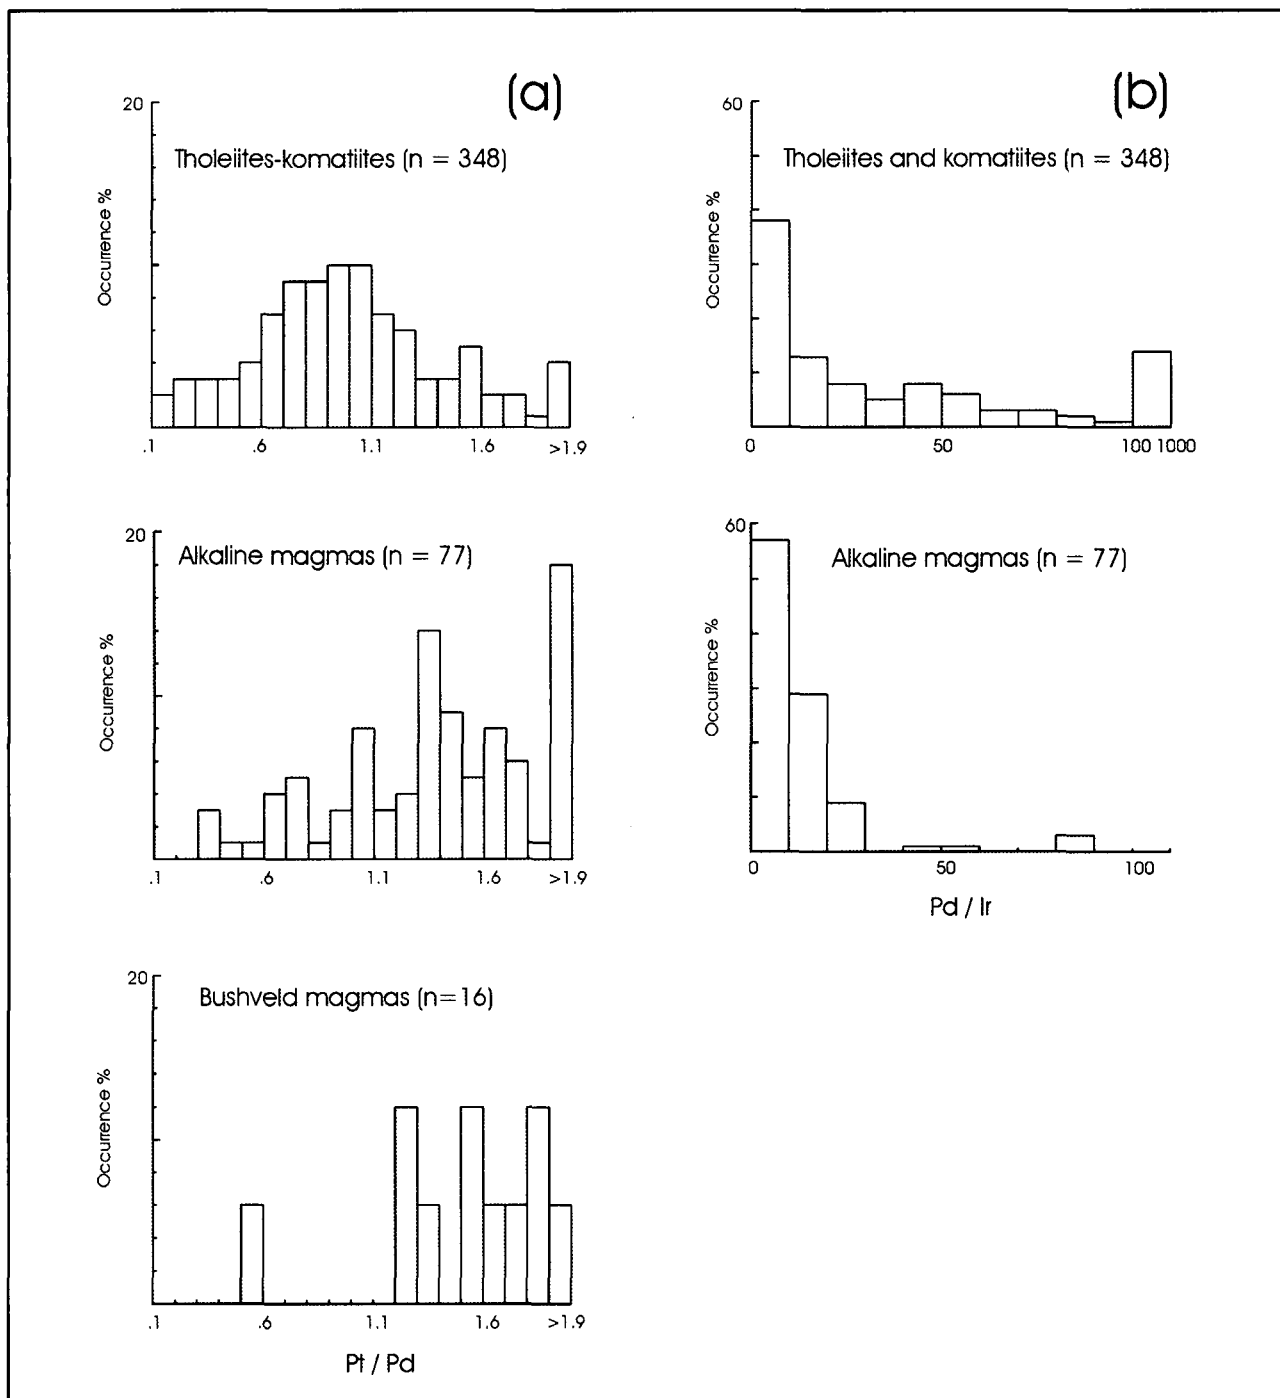 (a)
20
Tholeiites-komatiites (n = 348)
Occurrence %
.1 .6 1.1 1.6 >1.9
20
Alkaline magmas (n = 77)
Occurrence %
.1 .6 1.1 1.6 >1.9
20
Bushveld magmas (n=16)
Occurrence %
.1 .6 1.1 1.6 >1.9
Pt / Pd
(b)
60
Tholeiites and komatiites (n = 348)
Occurrence %
0 50 100 1000
60
Alkaline magmas (n = 77)
Occurrence %
0 50 100
Pd / Ir